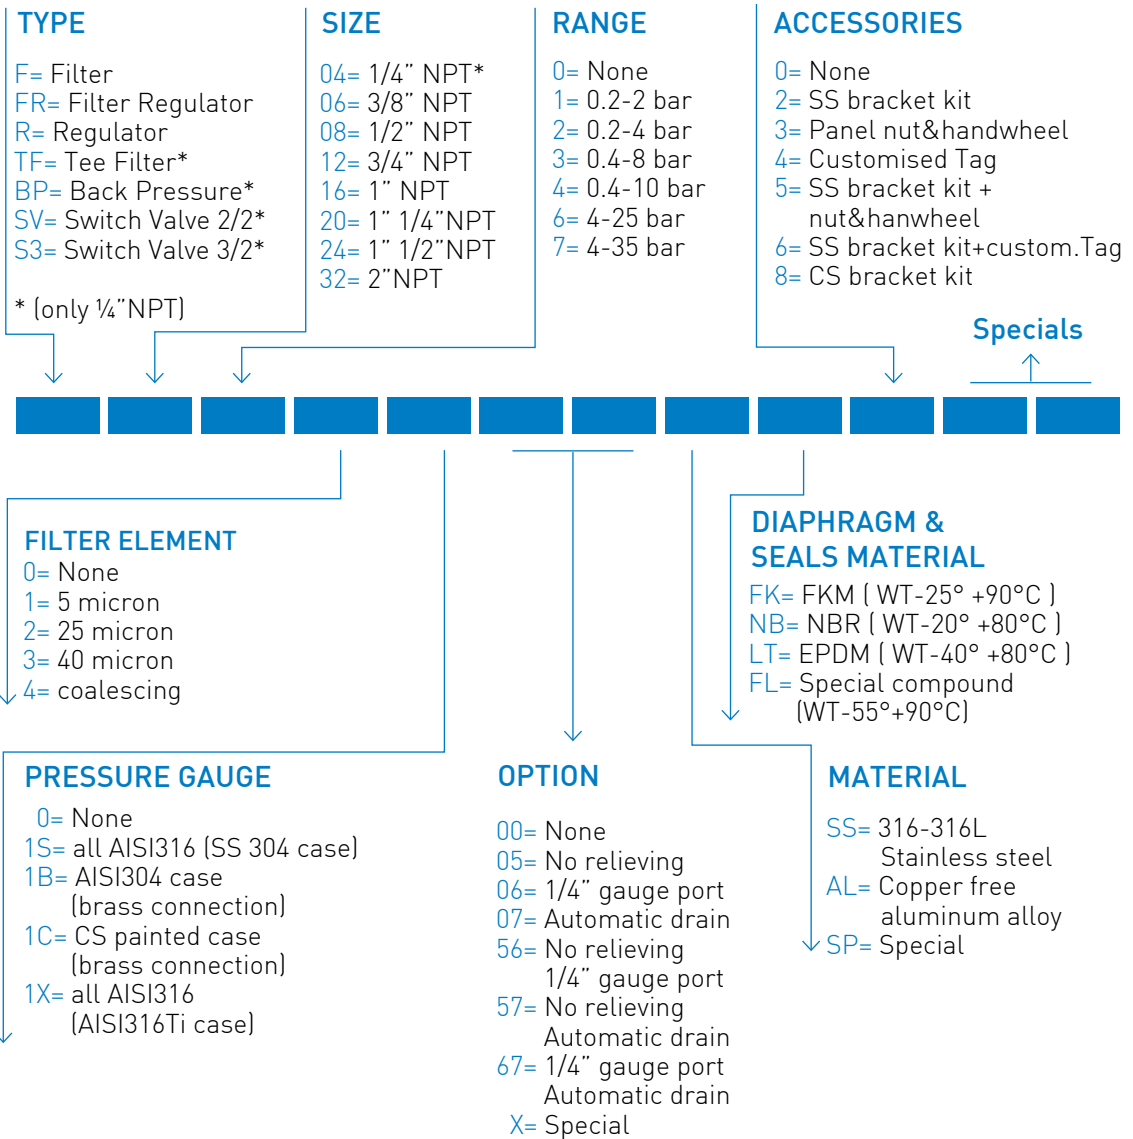 TYPE
F= Filter
FR= Filter Regulator
R= Regulator
TF= Tee Filter*
BP= Back Pressure*
SV= Switch Valve 2/2*
S3= Switch Valve 3/2*
* (only ¼”NPT)
SIZE
04= 1/4” NPT*
06= 3/8” NPT
08= 1/2” NPT
12= 3/4” NPT
16= 1” NPT
20= 1” 1/4”NPT
24= 1” 1/2”NPT
32= 2”NPT
RANGE
0= None
1= 0.2-2 bar
2= 0.2-4 bar
3= 0.4-8 bar
4= 0.4-10 bar
6= 4-25 bar
7= 4-35 bar
ACCESSORIES
0= None
2= SS bracket kit
3= Panel nut&handwheel
4= Customised Tag
5= SS bracket kit +
nut&hanwheel
6= SS bracket kit+custom.Tag
8= CS bracket kit
Specials
FILTER ELEMENT
0= None
1= 5 micron
2= 25 micron
3= 40 micron
4= coalescing
DIAPHRAGM &
SEALS MATERIAL
FK= FKM ( WT-25° +90°C )
NB= NBR ( WT-20° +80°C )
LT= EPDM ( WT-40° +80°C )
FL= Special compound
(WT-55°+90°C)
PRESSURE GAUGE
0= None
1S= all AISI316 (SS 304 case)
1B= AISI304 case
(brass connection)
1C= CS painted case
(brass connection)
1X= all AISI316
(AISI316Ti case)
OPTION
00= None
05= No relieving
06= 1/4” gauge port
07= Automatic drain
56= No relieving
1/4” gauge port
57= No relieving
Automatic drain
67= 1/4” gauge port
Automatic drain
X= Special
MATERIAL
SS= 316-316L
Stainless steel
AL= Copper free
aluminum alloy
SP= Special